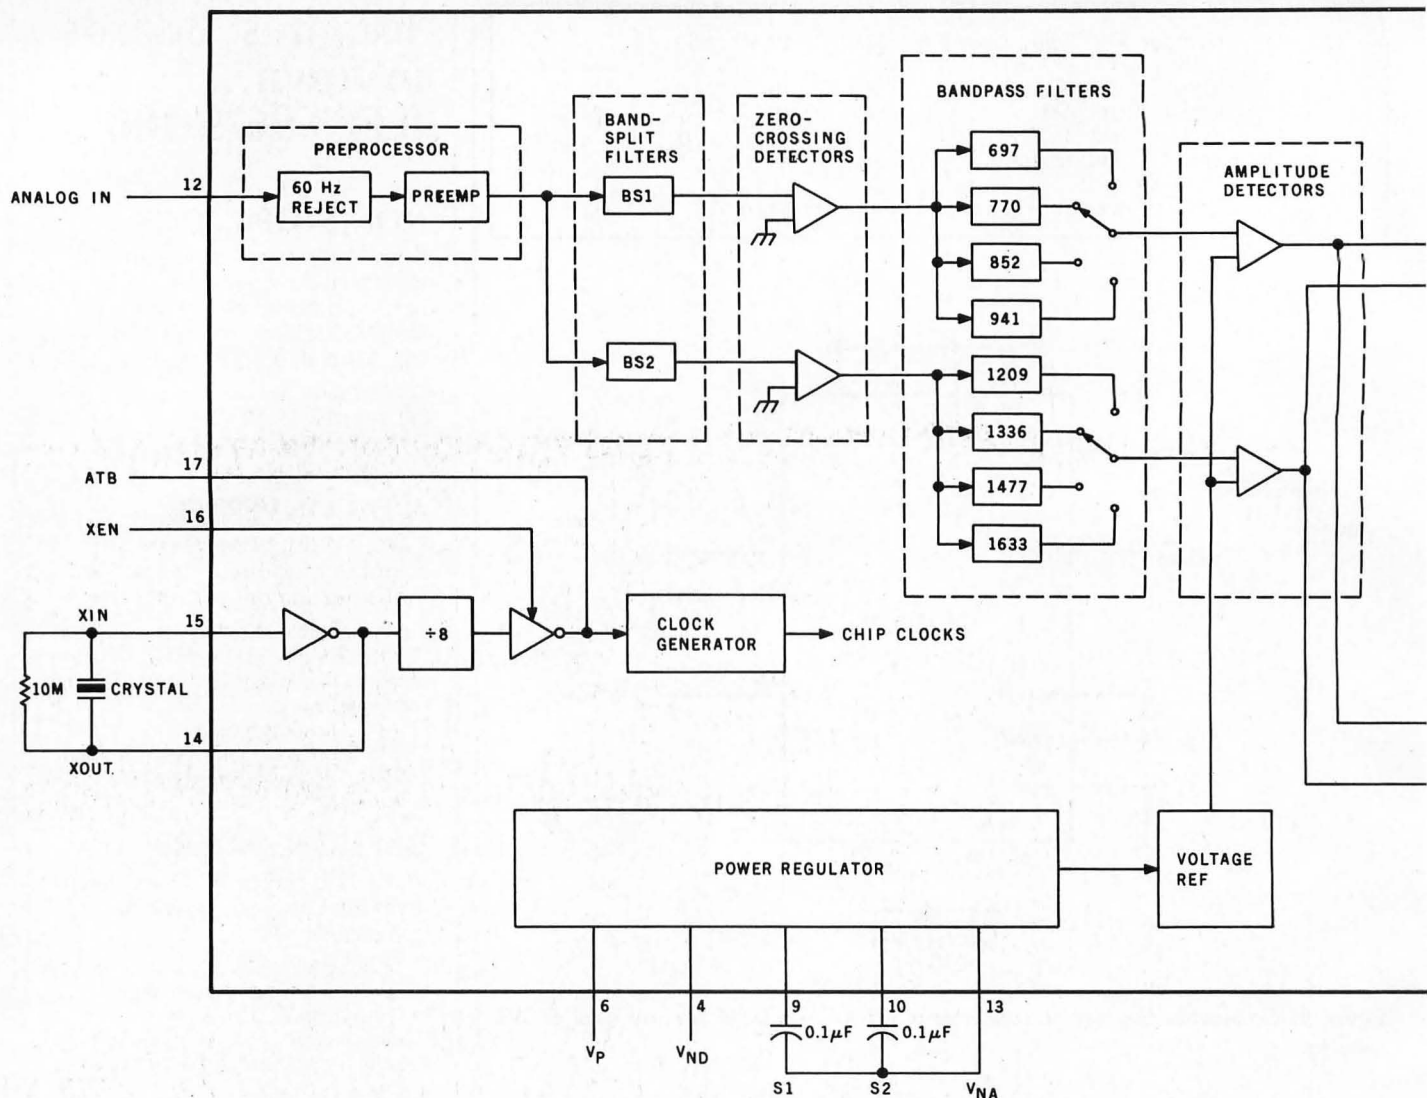 BANDPASS FILTERS
BAND-
SPLIT
FILTERS
ZERO-
CROSSING
DETECTORS
PREPROCESSOR
697
AMPLITUDE
DETECTORS
ANALOG IN
12
60 Hz
REJECT
PREEMP
BS1
770
852
941
BS2
1209
1336
1477
1633
ATB
17
XEN
16
XIN
15
÷8
CLOCK
GENERATOR
CHIP CLOCKS
10M
CRYSTAL
14
XOUT.
POWER REGULATOR
VOLTAGE
REF
6
4
9
10
13
0.1µF
0.1µF
VP
VND
S1
S2
VNA